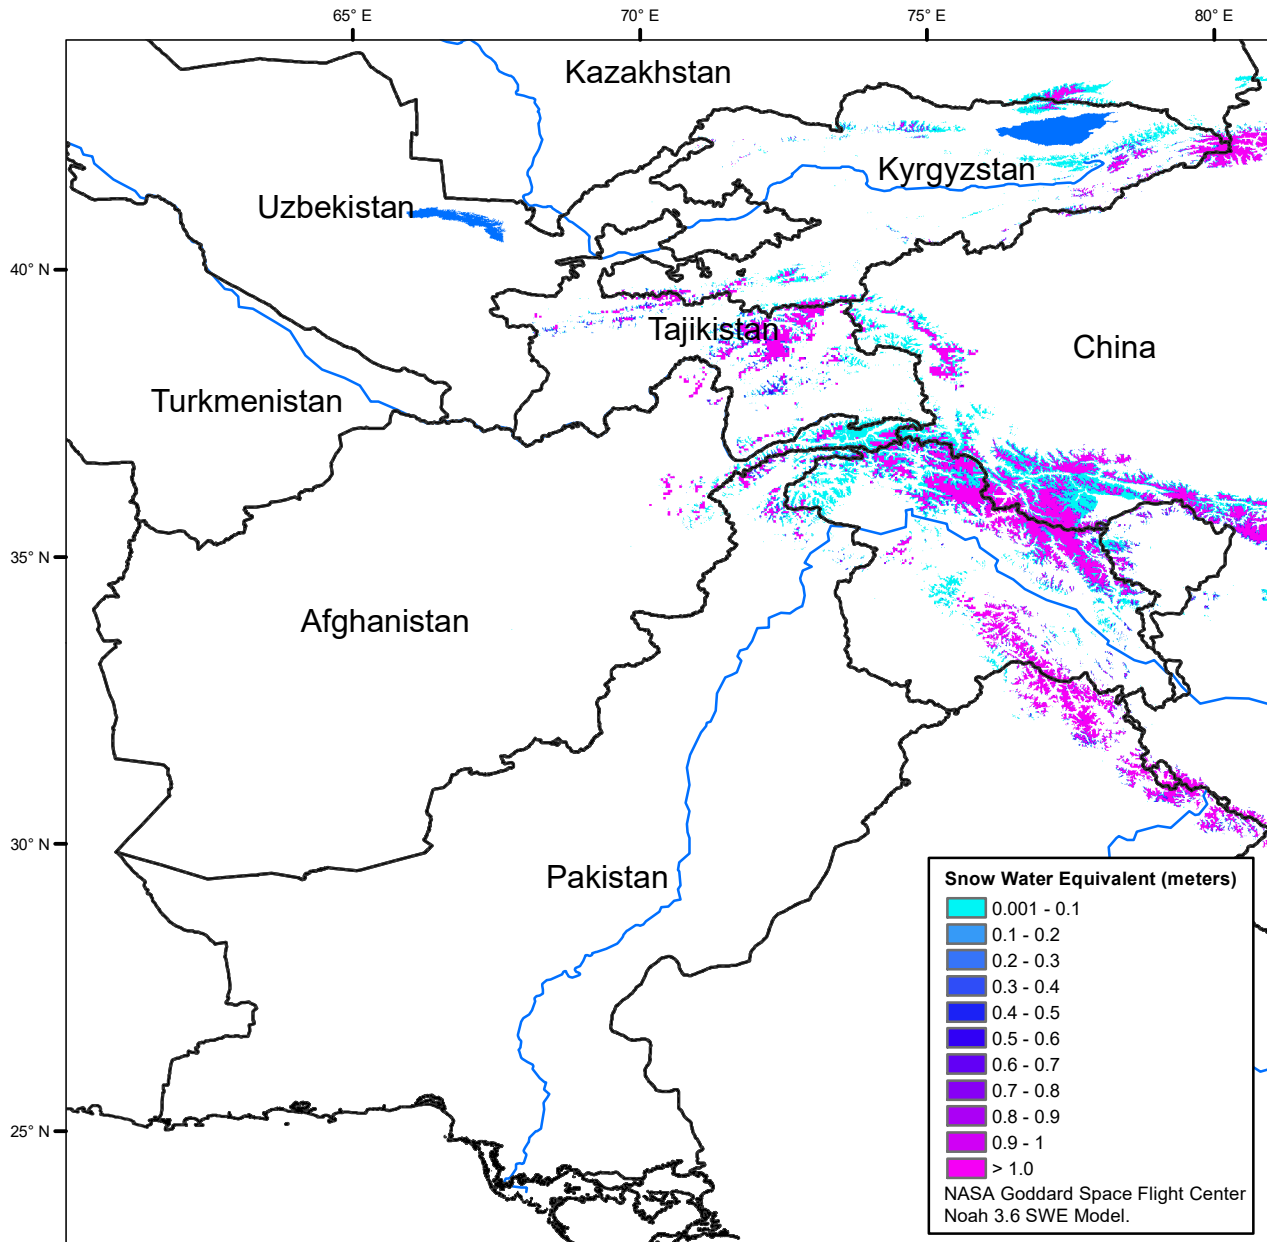 65° E
70° E
75° E
80° E
Kazakhstan
Kyrgyzstan
Uzbekistan
40° N
Tajikistan
China
Turkmenistan
35° N
Afghanistan
30° N
Pakistan
25° N
Snow Water Equivalent (meters)
0.001 - 0.1
0.1 - 0.2
0.2 - 0.3
0.3 - 0.4
0.4 - 0.5
0.5 - 0.6
0.6 - 0.7
0.7 - 0.8
0.8 - 0.9
0.9 - 1
> 1.0
NASA Goddard Space Flight Center
Noah 3.6 SWE Model.